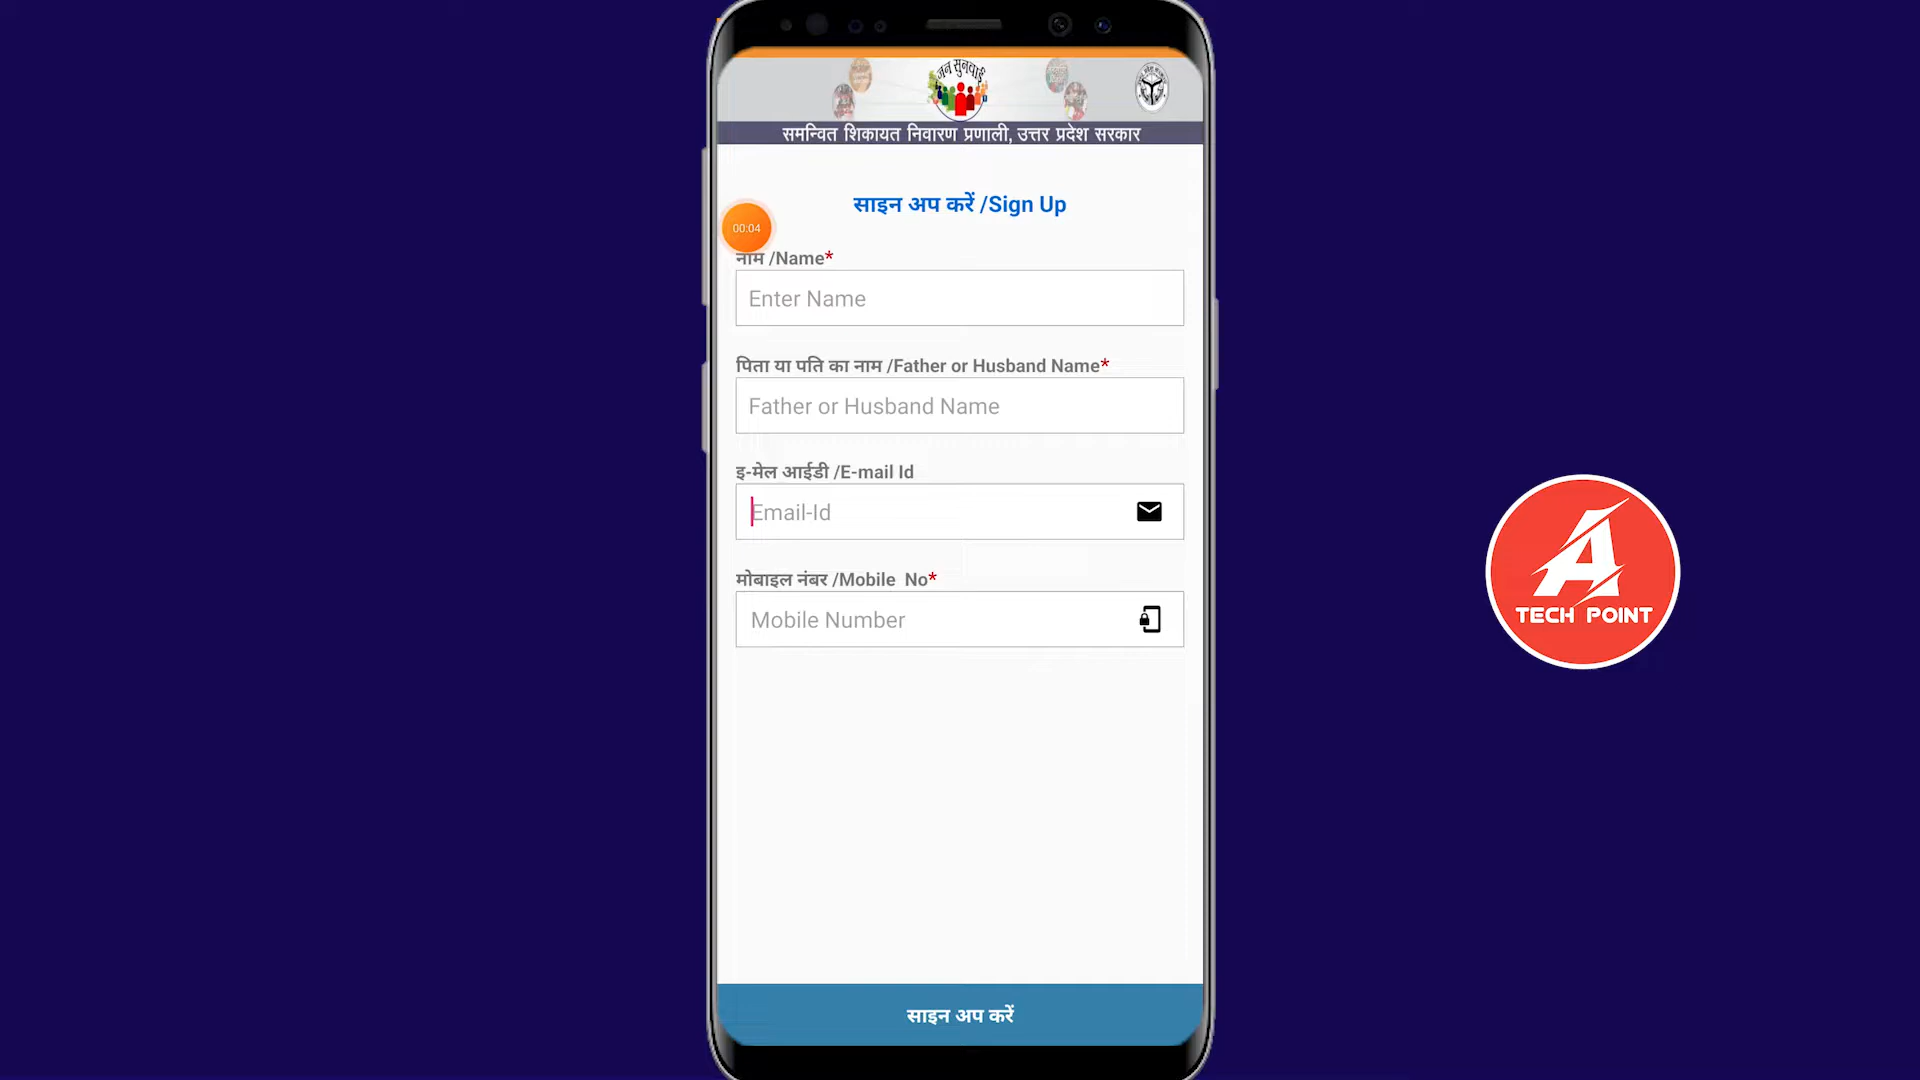 जन सुनवाई
समन्वित शिकायत निवारण प्रणाली, उत्तर प्रदेश सरकार
साइन अप करें /Sign Up
00:04
नाम /Name*
Enter Name
पिता या पति का नाम /Father or Husband Name*
Father or Husband Name
इ-मेल आईडी /E-mail Id
Email-Id
मोबाइल नंबर /Mobile No*
Mobile Number
A
TECH POINT
साइन अप करें